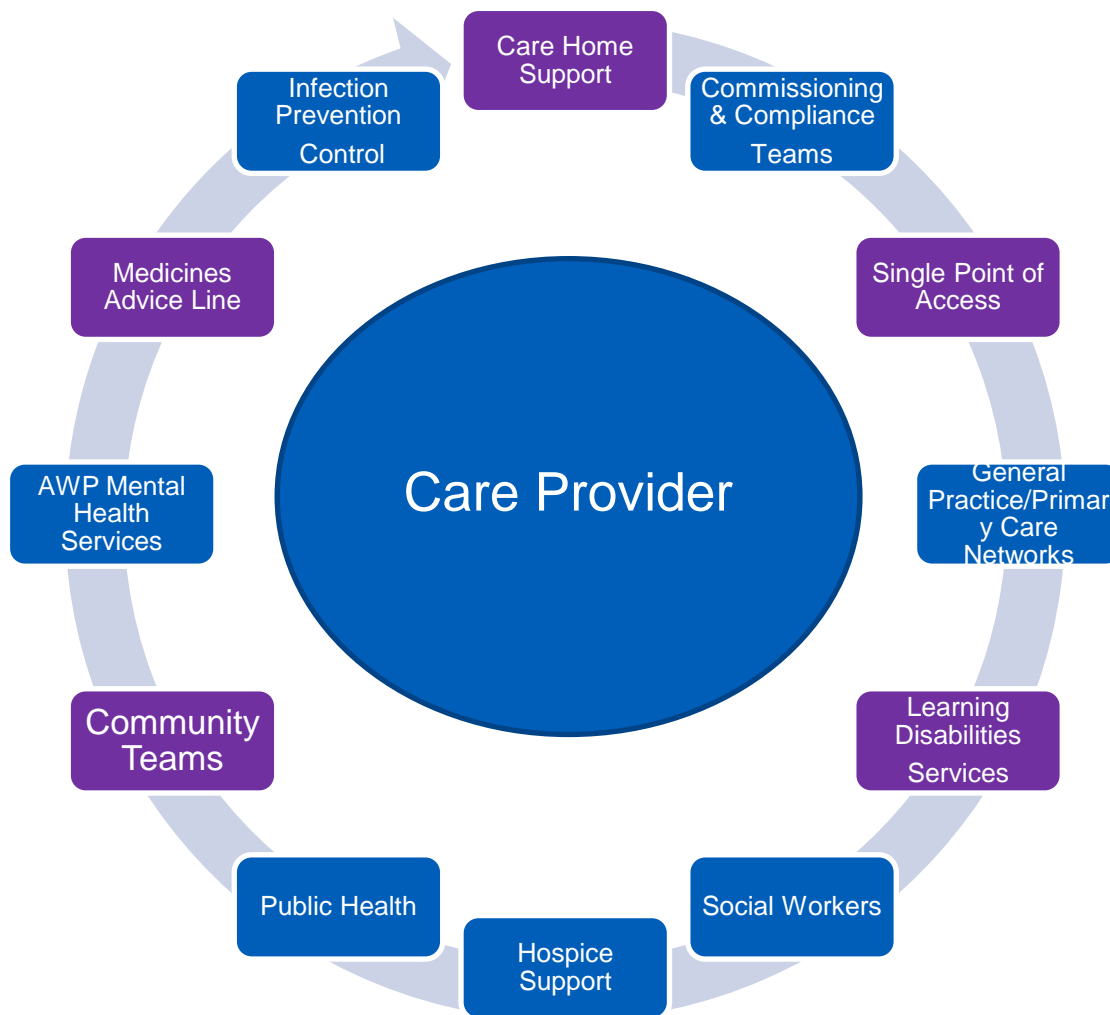 Care Home
Support
Commissioning
& Compliance
Teams
Single Point of
Access
General
Practice/Primar
y Care
Networks
Learning
Disabilities
Services
Social Workers
Hospice
Support
Public Health
Community
Teams
AWP Mental
Health
Services
Medicines
Advice Line
Infection
Prevention
Control
Care Provider